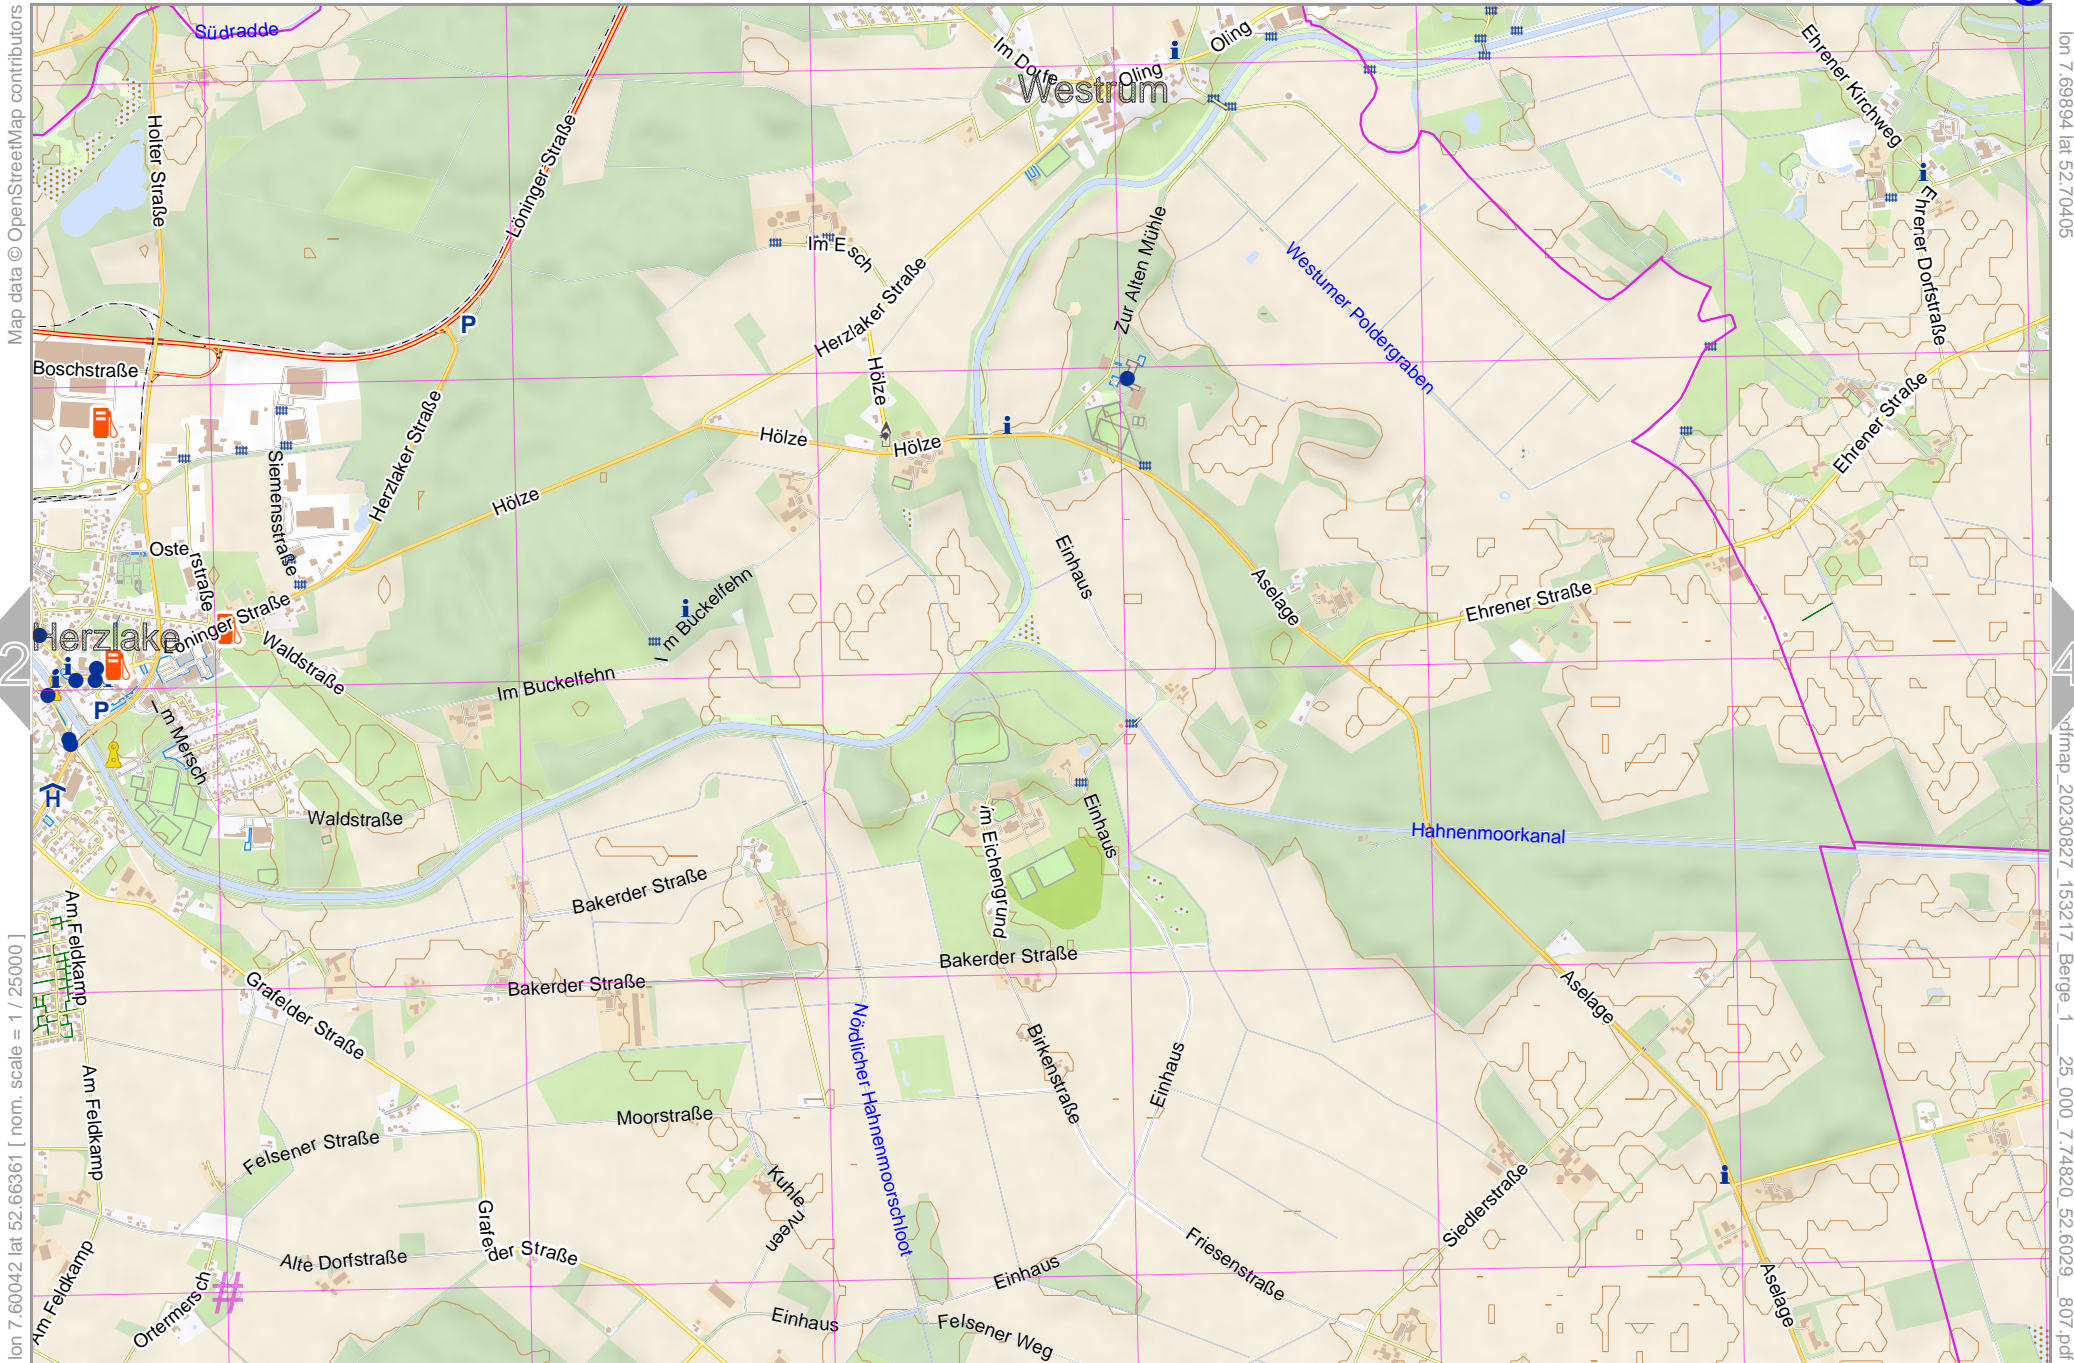 Map data © OpenStreetMap contributors
lon 7.69894 lat 52.70405
Südradde
Holter Straße
Löninger-Straße
Im Dorfe
Oling
Oling
Westrum
Ehrener Kirchweg
Ehrener Dorfstraße
Zur Alten Mühle
Im Esch
Herzlaker Straße
Westumer Poldergraben
P
Boschstraße
Herzlaker Straße
Hölze
Hölze
Hölze
Hölze
Ehrener Straße
Siemensstraße
Osterstraße
Einhaus
Aselage
Ehrener Straße
Im Buckelfehn
Löninger Straße
Herzlake
Waldstraße
Im Buckelfehn
2
4
P
Im Mersch
H
Waldstraße
Im Eichengrund
Einhaus
Hahnenmoorkanal
Bakerder Straße
Am Feldkamp
Bakerder Straße
Bakerder Straße
Grafelder Straße
Aselage
Nördlicher-Hahnenmoorschloot
Birkenstraße
Einhaus
Am Feldkamp
Moorstraße
Felsener Straße
Kuhlenveen
Siedlerstraße
Grafelder Straße
Alte Dorfstraße
Friesenstraße
Einhaus
Aselage
Am Feldkamp
Ortermersch
#
Einhaus
Felsener Weg
lon 7.60042 lat 52.66361 [ nom. scale = 1 / 25000 ]
dfmap_20230827_153217_Berge_1___25_000_7.74820_52.6029__807.pdf